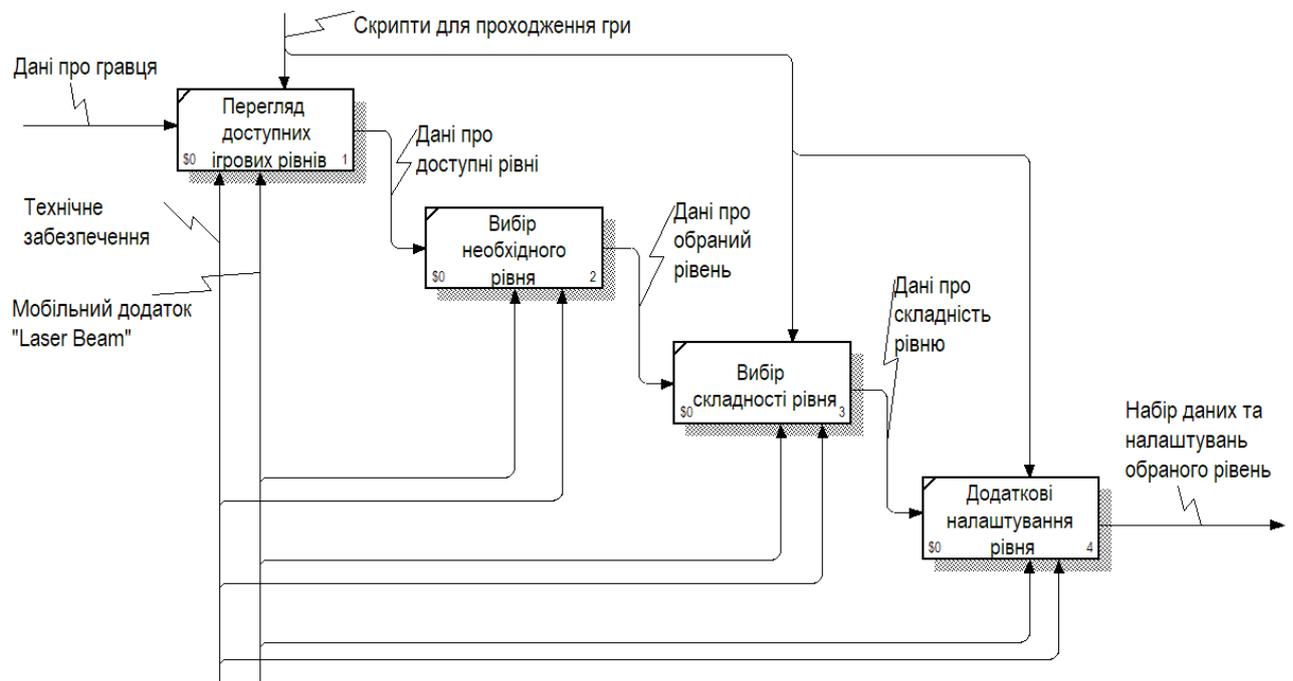 Скрипти для проходження гри
Дані про гравця
Перегляд
доступних
ігрових рівнів
$0
1
Дані про
доступні рівні
Технічне
забезпечення
Мобільний додаток
"Laser Beam"
Вибір
необхідного
рівня
$0
2
Дані про
обраний
рівень
Вибір
складності рівня
$0
3
Дані про
складність
рівню
Додаткові
налаштування
рівня
$0
4
Набір даних та
налаштувань
обраного рівень